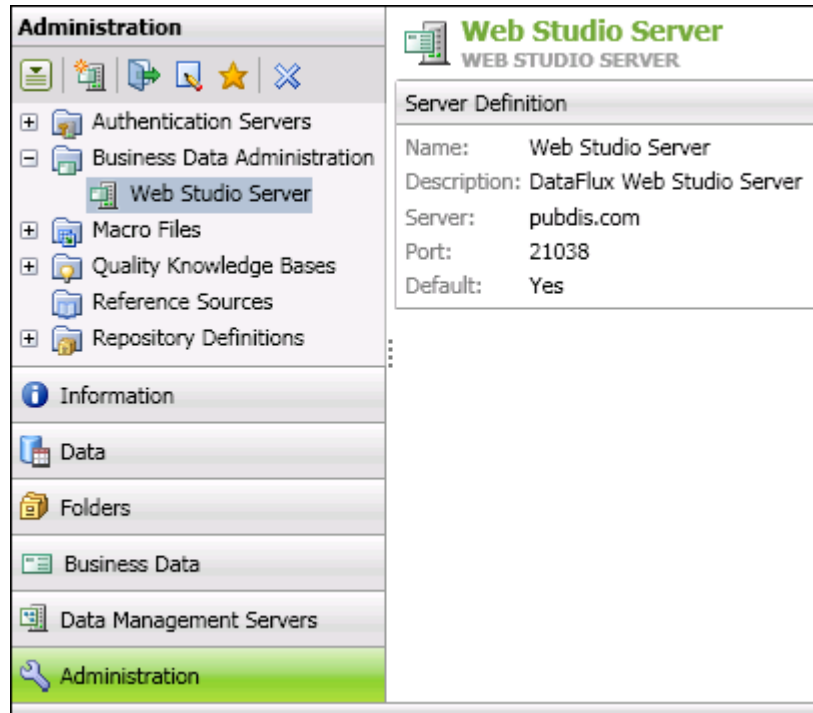 Administration
Authentication Servers
Business Data Administration
Web Studio Server
Macro Files
Quality Knowledge Bases
Reference Sources
Repository Definitions
Information
Data
Folders
Business Data
Data Management Servers
Administration
Web Studio Server
WEB STUDIO SERVER
Server Definition
Name: Web Studio Server
Description: DataFlux Web Studio Server
Server: pubdis.com
Port: 21038
Default: Yes